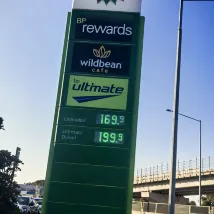 BP
rewards
wildbean
cafe
bp
ultimate
Unleaded 169.9
ultimate
Diesel 199.9